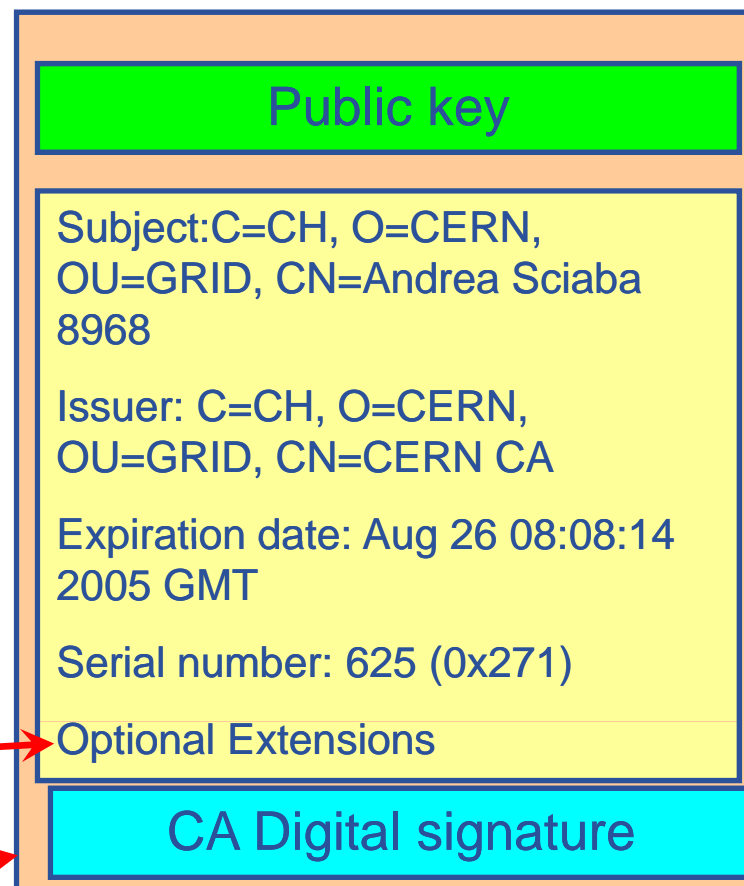 Public key
Subject:C=CH, O=CERN,
OU=GRID, CN=Andrea Sciaba
8968
Issuer: C=CH, O=CERN,
OU=GRID, CN=CERN CA
Expiration date: Aug 26 08:08:14
2005 GMT
Serial number: 625 (0x271)
Optional Extensions
CA Digital signature